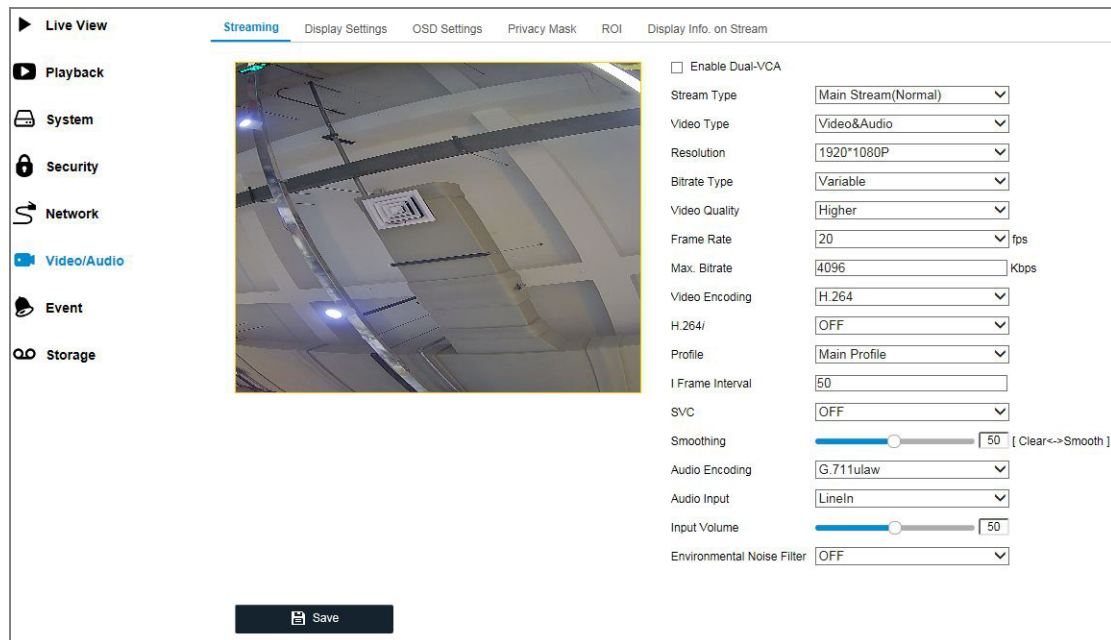 Live View
Playback
System
Security
Network
Video/Audio
Event
Storage
Streaming Display Settings OSD Settings Privacy Mask ROI Display Info. on Stream
Enable Dual-VCA
Stream Type Main Stream(Normal)
Video Type Video&Audio
Resolution 1920*1080P
Bitrate Type Variable
Video Quality Higher
Frame Rate 20 fps
Max. Bitrate 4096 Kbps
Video Encoding H.264
H.264i OFF
Profile Main Profile
I Frame Interval 50
SVC OFF
Smoothing 50 [ Clear<->Smooth ]
Audio Encoding G.711ulaw
Audio Input LineIn
Input Volume 50
Environmental Noise Filter OFF
Save